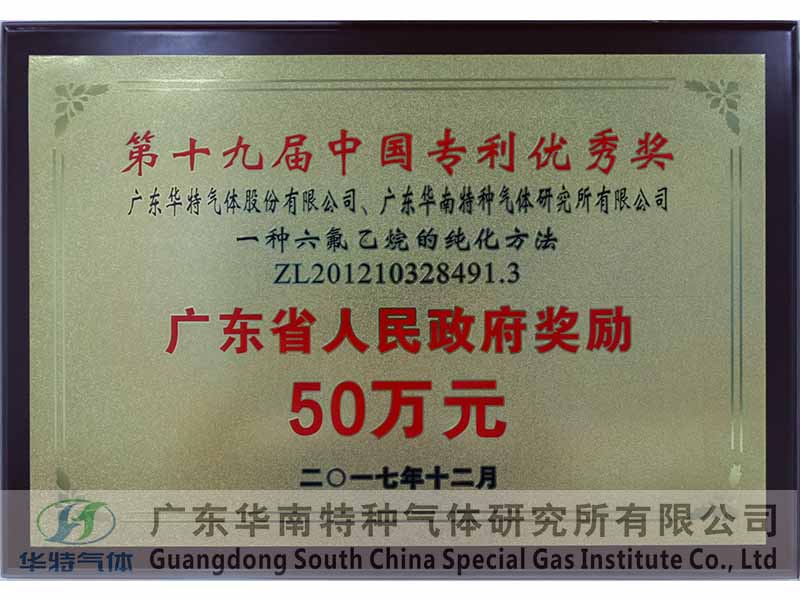 第十九届中国专利优秀奖
广东华特气体股份有限公司、广东华南特种气体研究所有限公司
一种六氟乙烷的纯化方法
ZL201210328491.3
广东省人民政府奖励
50万元
二〇一七年十二月
华特气体
广东华南特种气体研究所有限公司
Guangdong South China Special Gas Institute Co., Ltd